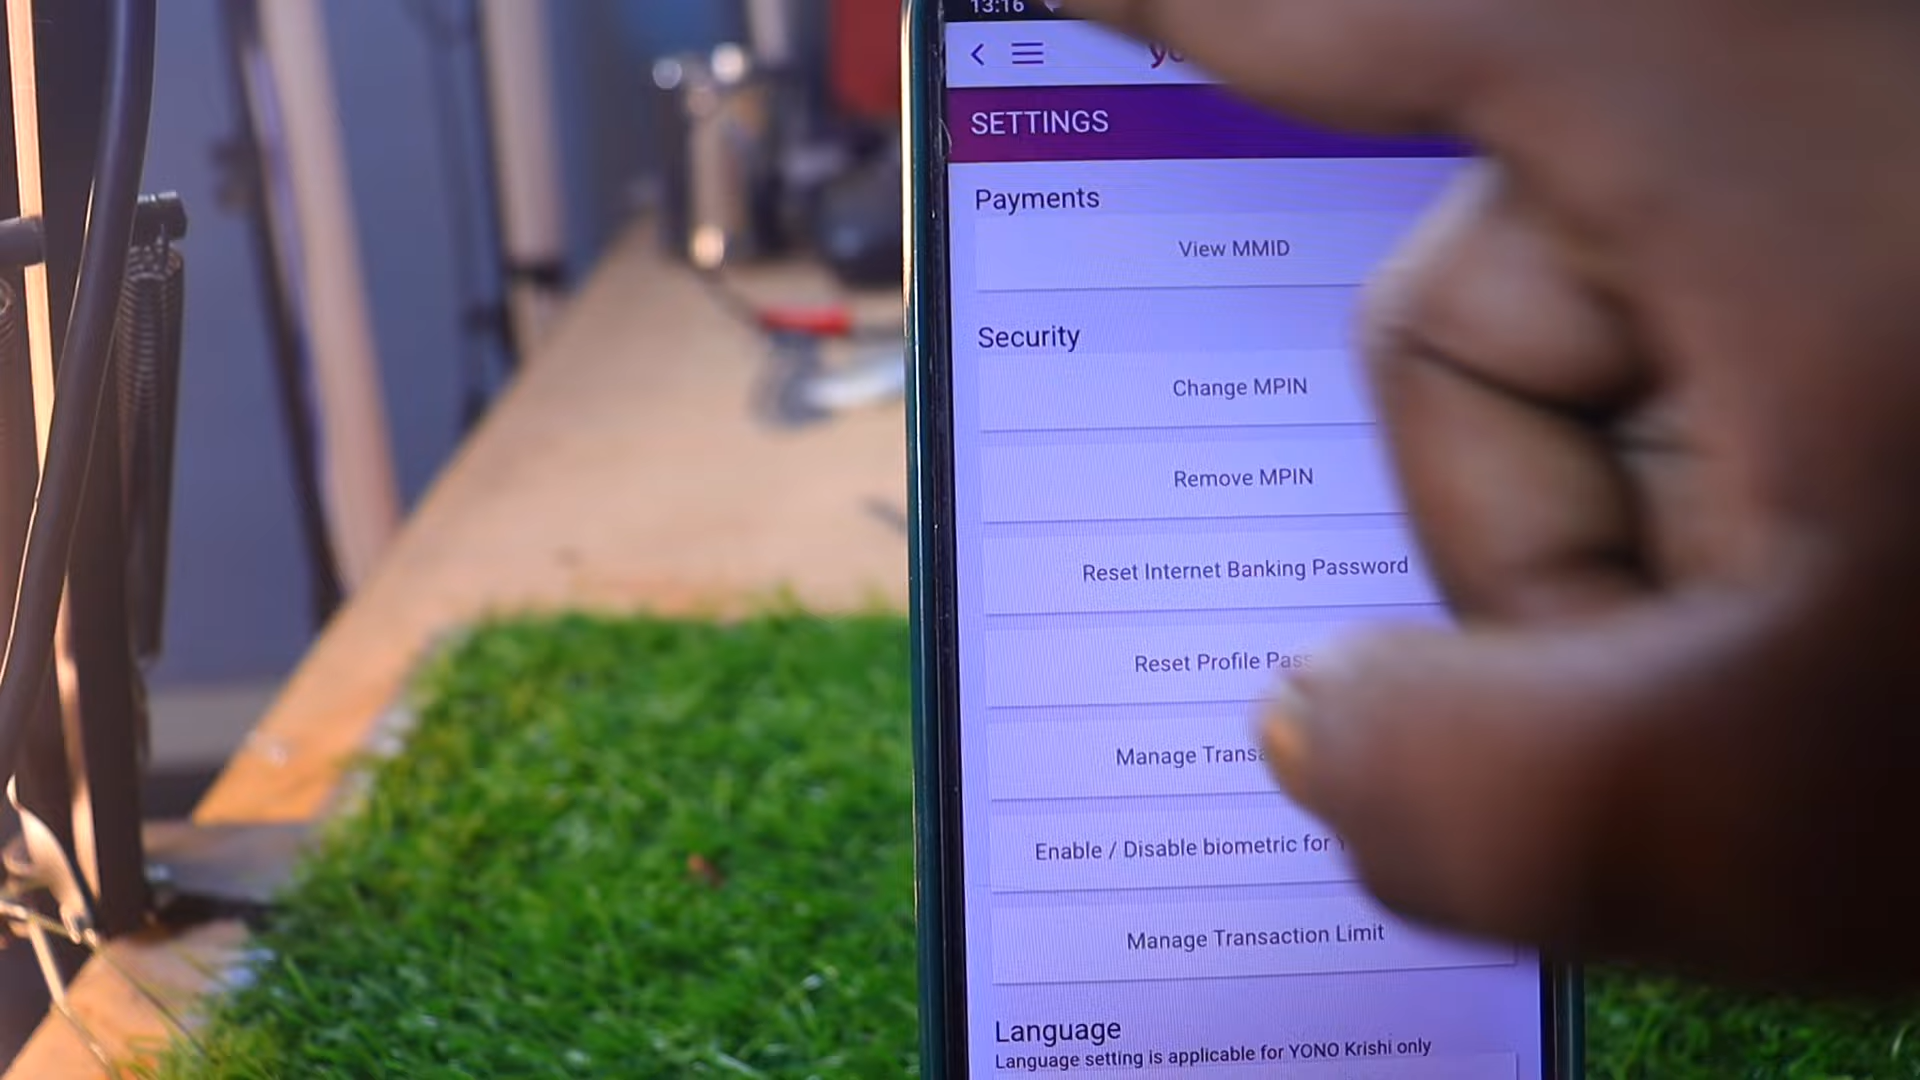 13:16
SETTINGS
Payments
View MMID
Security
Change MPIN
Remove MPIN
Reset Internet Banking Password
Reset Profile
Manage
Enable / Disable biometric for
Manage Transaction Limit
Language
Language setting is applicable for YONO Krishi only